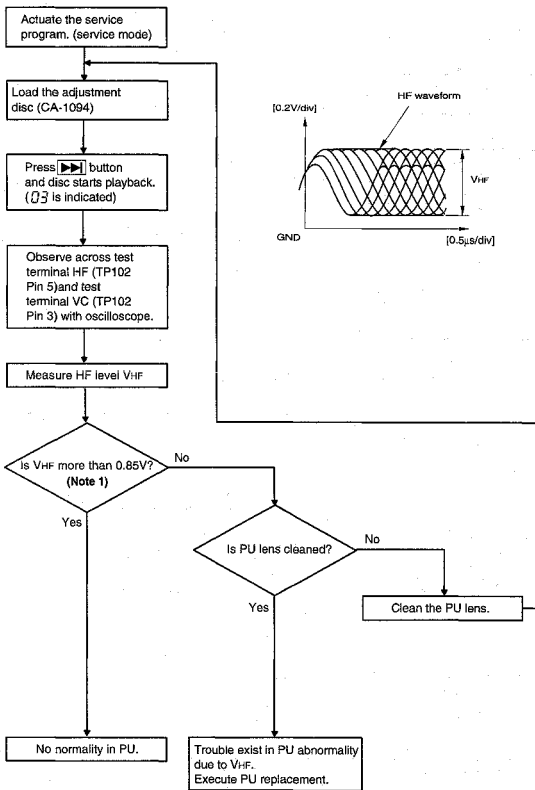 Actuate the service
program. (service mode)
Load the adjustment
disc (CA-1094)
Press ▶▶| button
and disc starts playback.
(03 is indicated)
Observe across test
terminal HF (TP102
Pin 5)and test
terminal VC (TP102
Pin 3) with oscilloscope.
Measure HF level VHF
Is VHF more than 0.85V?
(Note 1)
No
Yes
Is PU lens cleaned?
No
Yes
Clean the PU lens.
No normality in PU.
Trouble exist in PU abnormality
due to VHF.
Execute PU replacement.
HF waveform
[0.2V/div]
VHF
GND
[0.5µs/div]